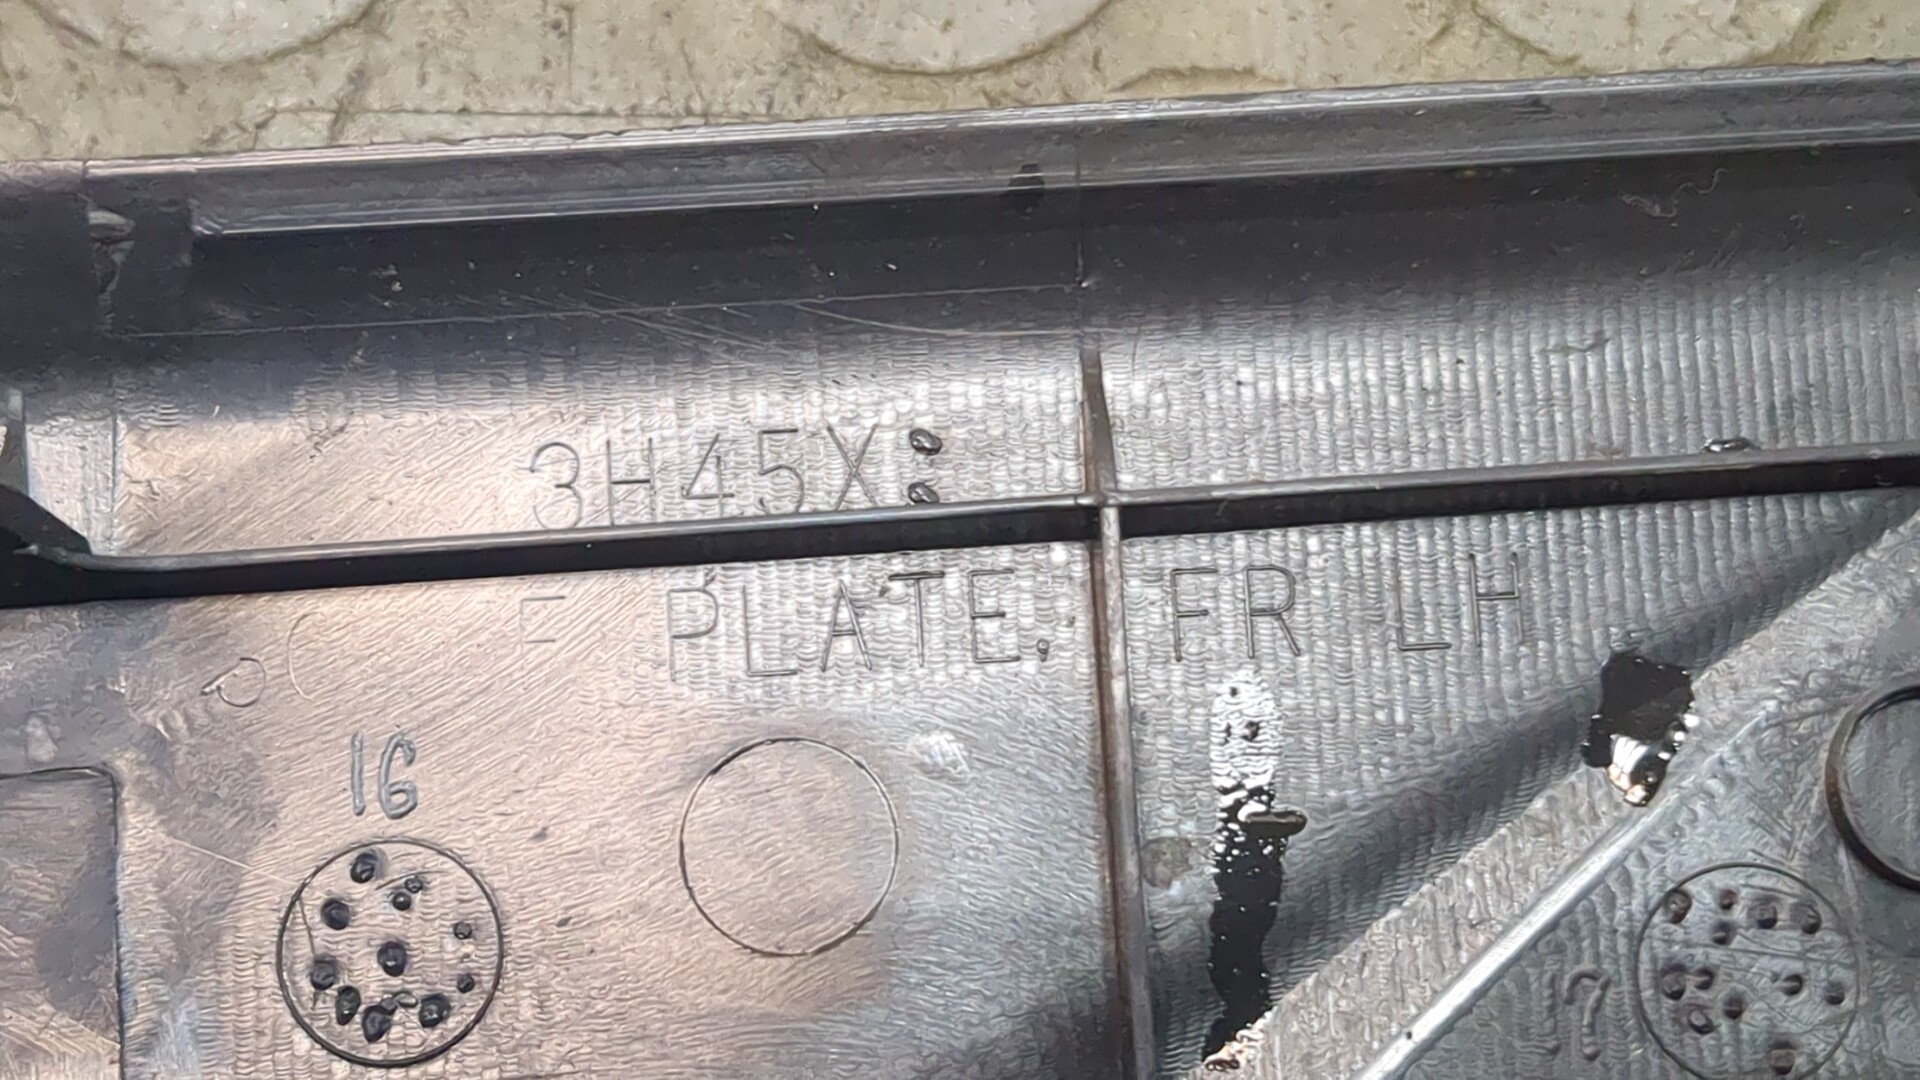 3H45X:
F PLATE, FR LH
16
17